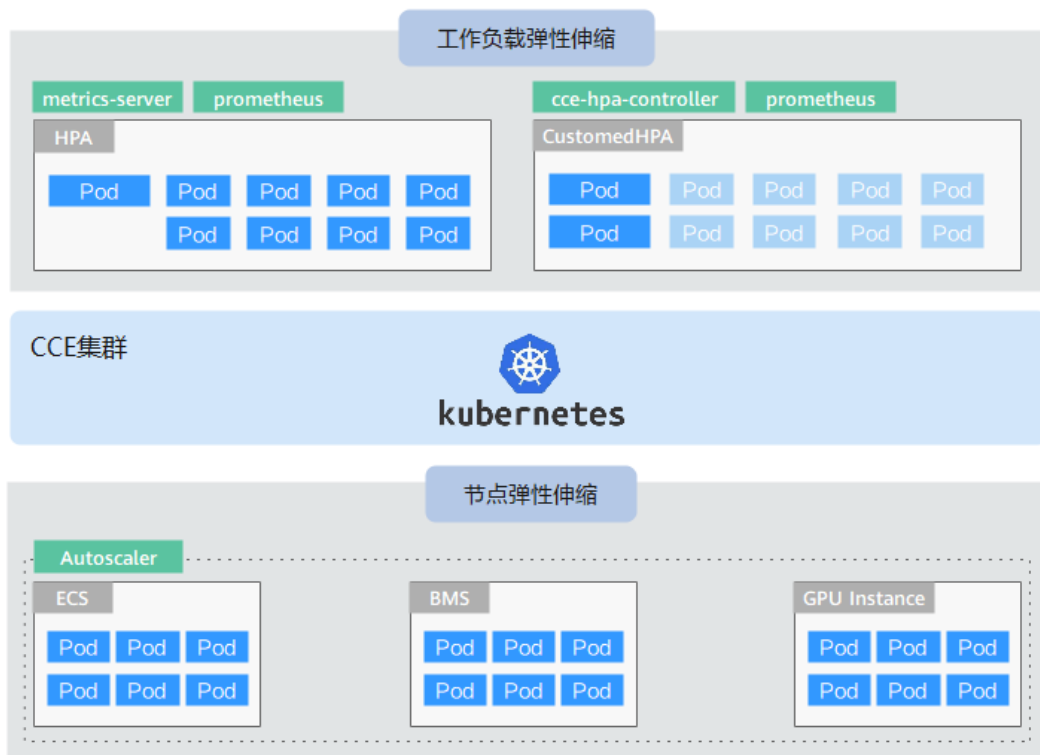 工作负载弹性伸缩
metrics-server prometheus cce-hpa-controller prometheus
HPA CustomedHPA
Pod Pod Pod Pod Pod Pod Pod Pod Pod Pod
Pod Pod Pod Pod Pod Pod Pod Pod Pod
CCE集群
kubernetes
节点弹性伸缩
Autoscaler
ECS BMS GPU Instance
Pod Pod Pod Pod Pod Pod Pod Pod Pod
Pod Pod Pod Pod Pod Pod Pod Pod Pod